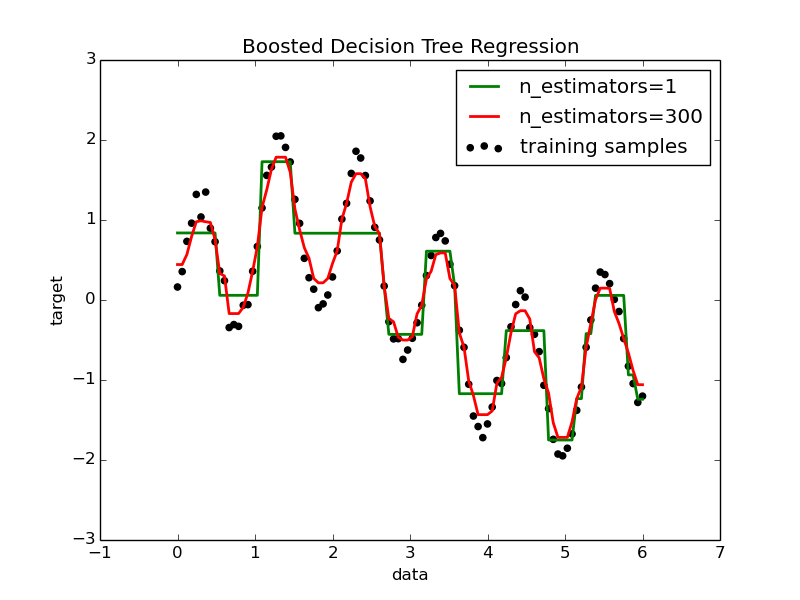 Boosted Decision Tree Regression
3
n_estimators=1
n_estimators=300
training samples
2
1
0
−1
−2
−3
target
−1 0 1 2 3 4 5 6 7
data